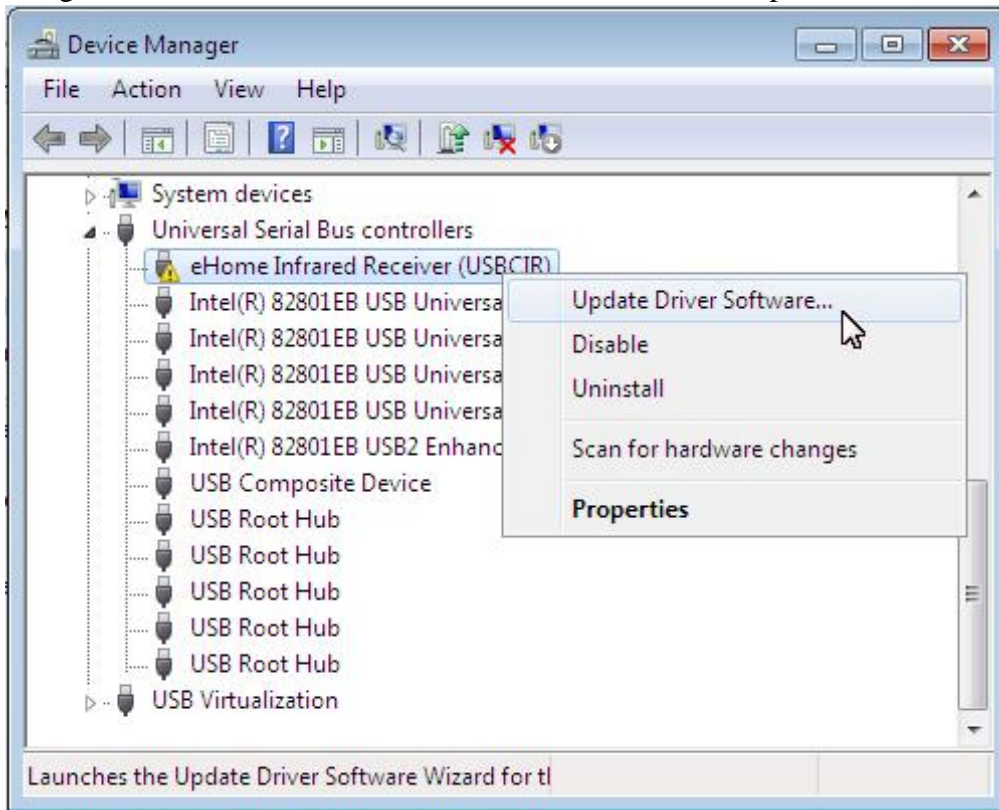 Device Manager
File Action View Help
System devices
Universal Serial Bus controllers
eHome Infrared Receiver (USBCIR)
Intel(R) 82801EB USB Universa
Update Driver Software...
Intel(R) 82801EB USB Universa
Disable
Intel(R) 82801EB USB Universa
Uninstall
Intel(R) 82801EB USB Universa
Intel(R) 82801EB USB2 Enhanc
Scan for hardware changes
USB Composite Device
Properties
USB Root Hub
USB Root Hub
USB Root Hub
USB Root Hub
USB Root Hub
USB Virtualization
Launches the Update Driver Software Wizard for tl